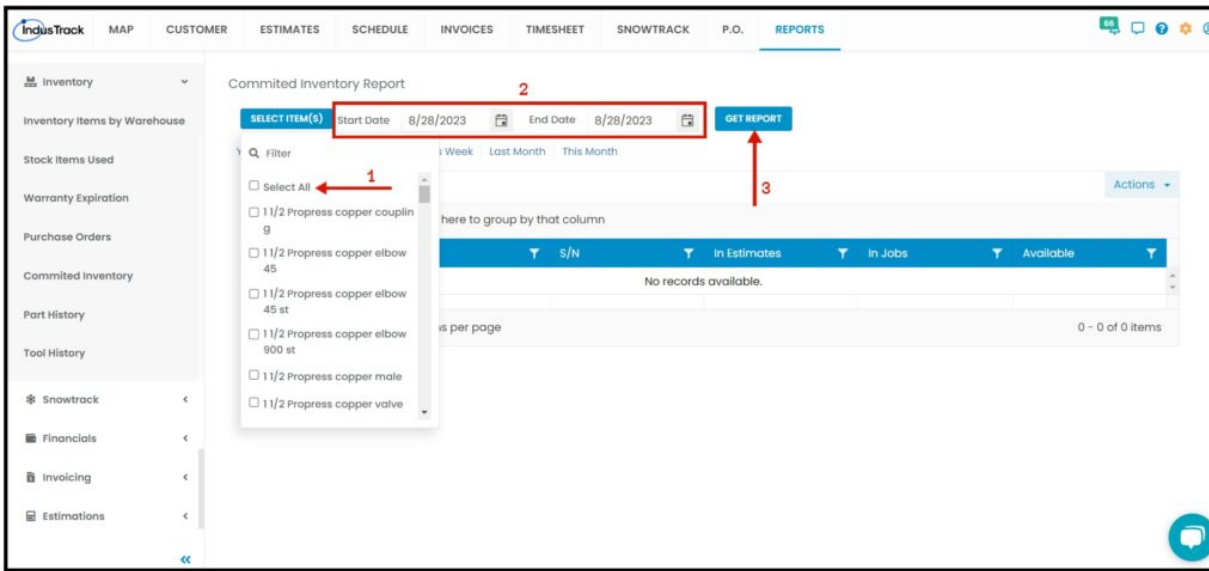 IndusTrack MAP CUSTOMER ESTIMATES SCHEDULE INVOICES TIMESHEET SNOWTRACK P.O. REPORTS 66
Inventory
Inventory Items by Warehouse
Stock Items Used
Warranty Expiration
Purchase Orders
Commited Inventory
Part History
Tool History
Snowtrack
Financials
Invoicing
Estimations
Commited Inventory Report
2
SELECT ITEM(S) Start Date 8/28/2023 End Date 8/28/2023 GET REPORT
Filter
Week Last Month This Month
Select All
1
3
1 1/2 Propress copper couplin
g
1 1/2 Propress copper elbow
45
1 1/2 Propress copper elbow
45 st
1 1/2 Propress copper elbow
900 st
1 1/2 Propress copper male
1 1/2 Propress copper valve
Actions
here to group by that column
S/N In Estimates In Jobs Available
No records available.
per page
0 - 0 of 0 items